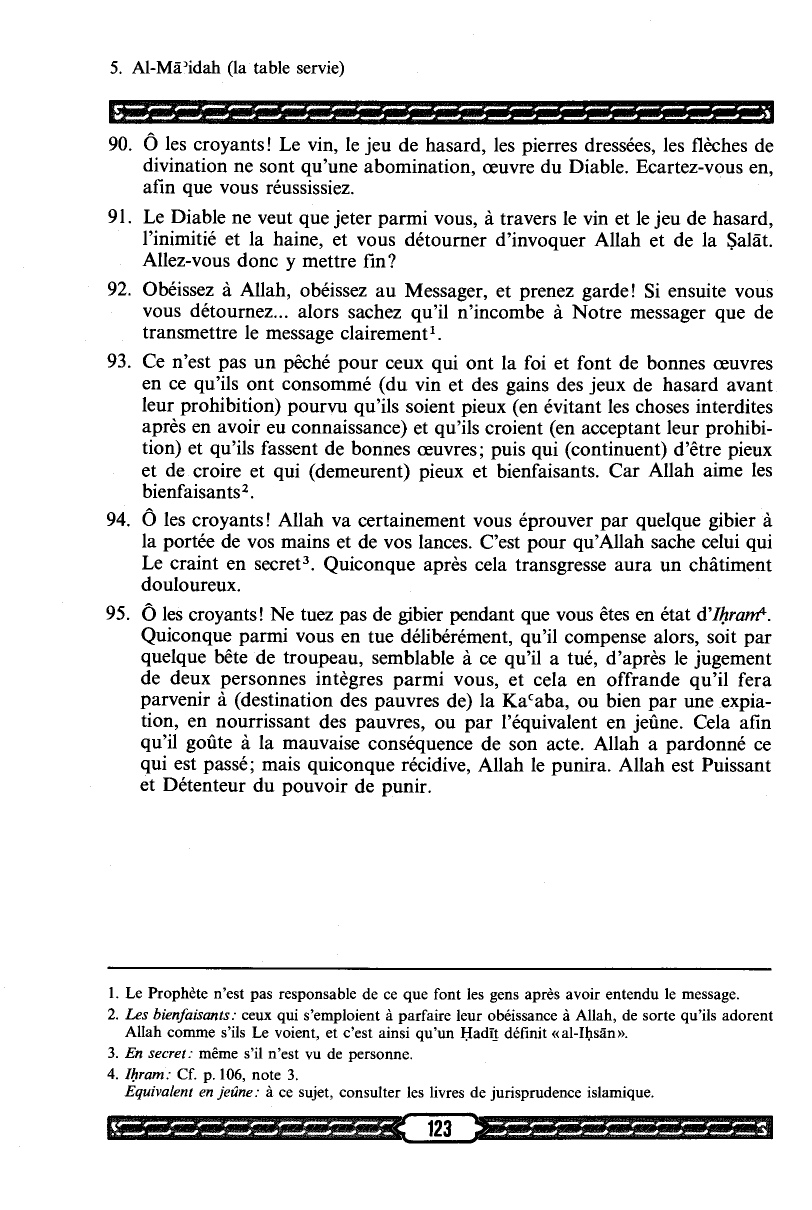 5. Al-Māʾidah (la table servie)
90. Ô les croyants! Le vin, le jeu de hasard, les pierres dressées, les flèches de
divination ne sont qu'une abomination, œuvre du Diable. Ecartez-vous en,
afin que vous réussissiez.
91. Le Diable ne veut que jeter parmi vous, à travers le vin et le jeu de hasard,
l'inimitié et la haine, et vous détourner d'invoquer Allah et de la Ṣalāt.
Allez-vous donc y mettre fin?
92. Obéissez à Allah, obéissez au Messager, et prenez garde! Si ensuite vous
vous détournez... alors sachez qu'il n'incombe à Notre messager que de
transmettre le message clairement¹.
93. Ce n'est pas un pêché pour ceux qui ont la foi et font de bonnes œuvres
en ce qu'ils ont consommé (du vin et des gains des jeux de hasard avant
leur prohibition) pourvu qu'ils soient pieux (en évitant les choses interdites
après en avoir eu connaissance) et qu'ils croient (en acceptant leur prohibi-
tion) et qu'ils fassent de bonnes œuvres; puis qui (continuent) d'être pieux
et de croire et qui (demeurent) pieux et bienfaisants. Car Allah aime les
bienfaisants².
94. Ô les croyants! Allah va certainement vous éprouver par quelque gibier à
la portée de vos mains et de vos lances. C'est pour qu'Allah sache celui qui
Le craint en secret³. Quiconque après cela transgresse aura un châtiment
douloureux.
95. Ô les croyants! Ne tuez pas de gibier pendant que vous êtes en état d'Iḥram⁴.
Quiconque parmi vous en tue délibérément, qu'il compense alors, soit par
quelque bête de troupeau, semblable à ce qu'il a tué, d'après le jugement
de deux personnes intègres parmi vous, et cela en offrande qu'il fera
parvenir à (destination des pauvres de) la Kaʿaba, ou bien par une expia-
tion, en nourrissant des pauvres, ou par l'équivalent en jeûne. Cela afin
qu'il goûte à la mauvaise conséquence de son acte. Allah a pardonné ce
qui est passé; mais quiconque récidive, Allah le punira. Allah est Puissant
et Détenteur du pouvoir de punir.
1. Le Prophète n'est pas responsable de ce que font les gens après avoir entendu le message.
2. Les bienfaisants: ceux qui s'emploient à parfaire leur obéissance à Allah, de sorte qu'ils adorent
Allah comme s'ils Le voient, et c'est ainsi qu'un Ḥadīṯ définit «al-Iḥsān».
3. En secret: même s'il n'est vu de personne.
4. Iḥram: Cf. p. 106, note 3.
Equivalent en jeûne: à ce sujet, consulter les livres de jurisprudence islamique.
123